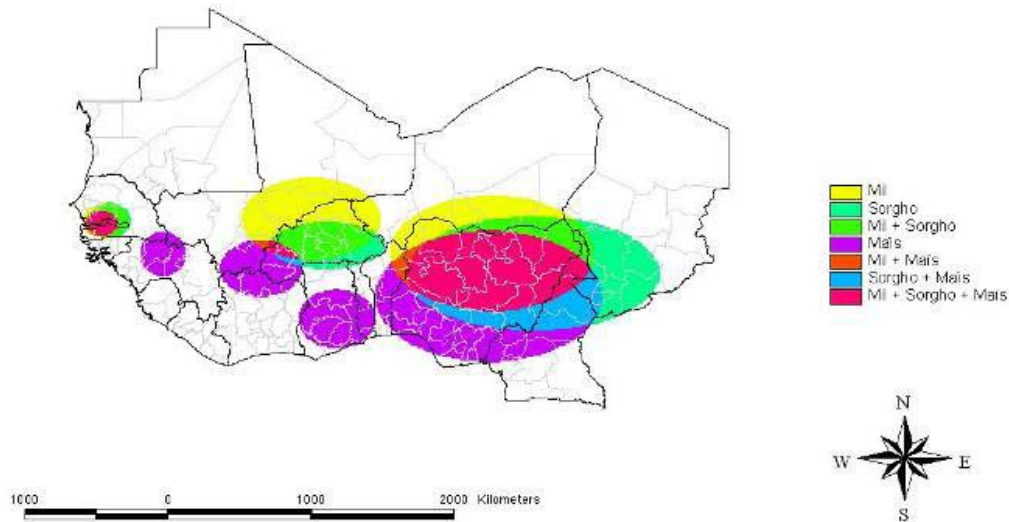 Mil
Sorgho
Mil + Sorgho
Maïs
Mil + Maïs
Sorgho + Maïs
Mil + Sorgho + Maïs
N
W E
S
1000 0 1000 2000 Kilometers